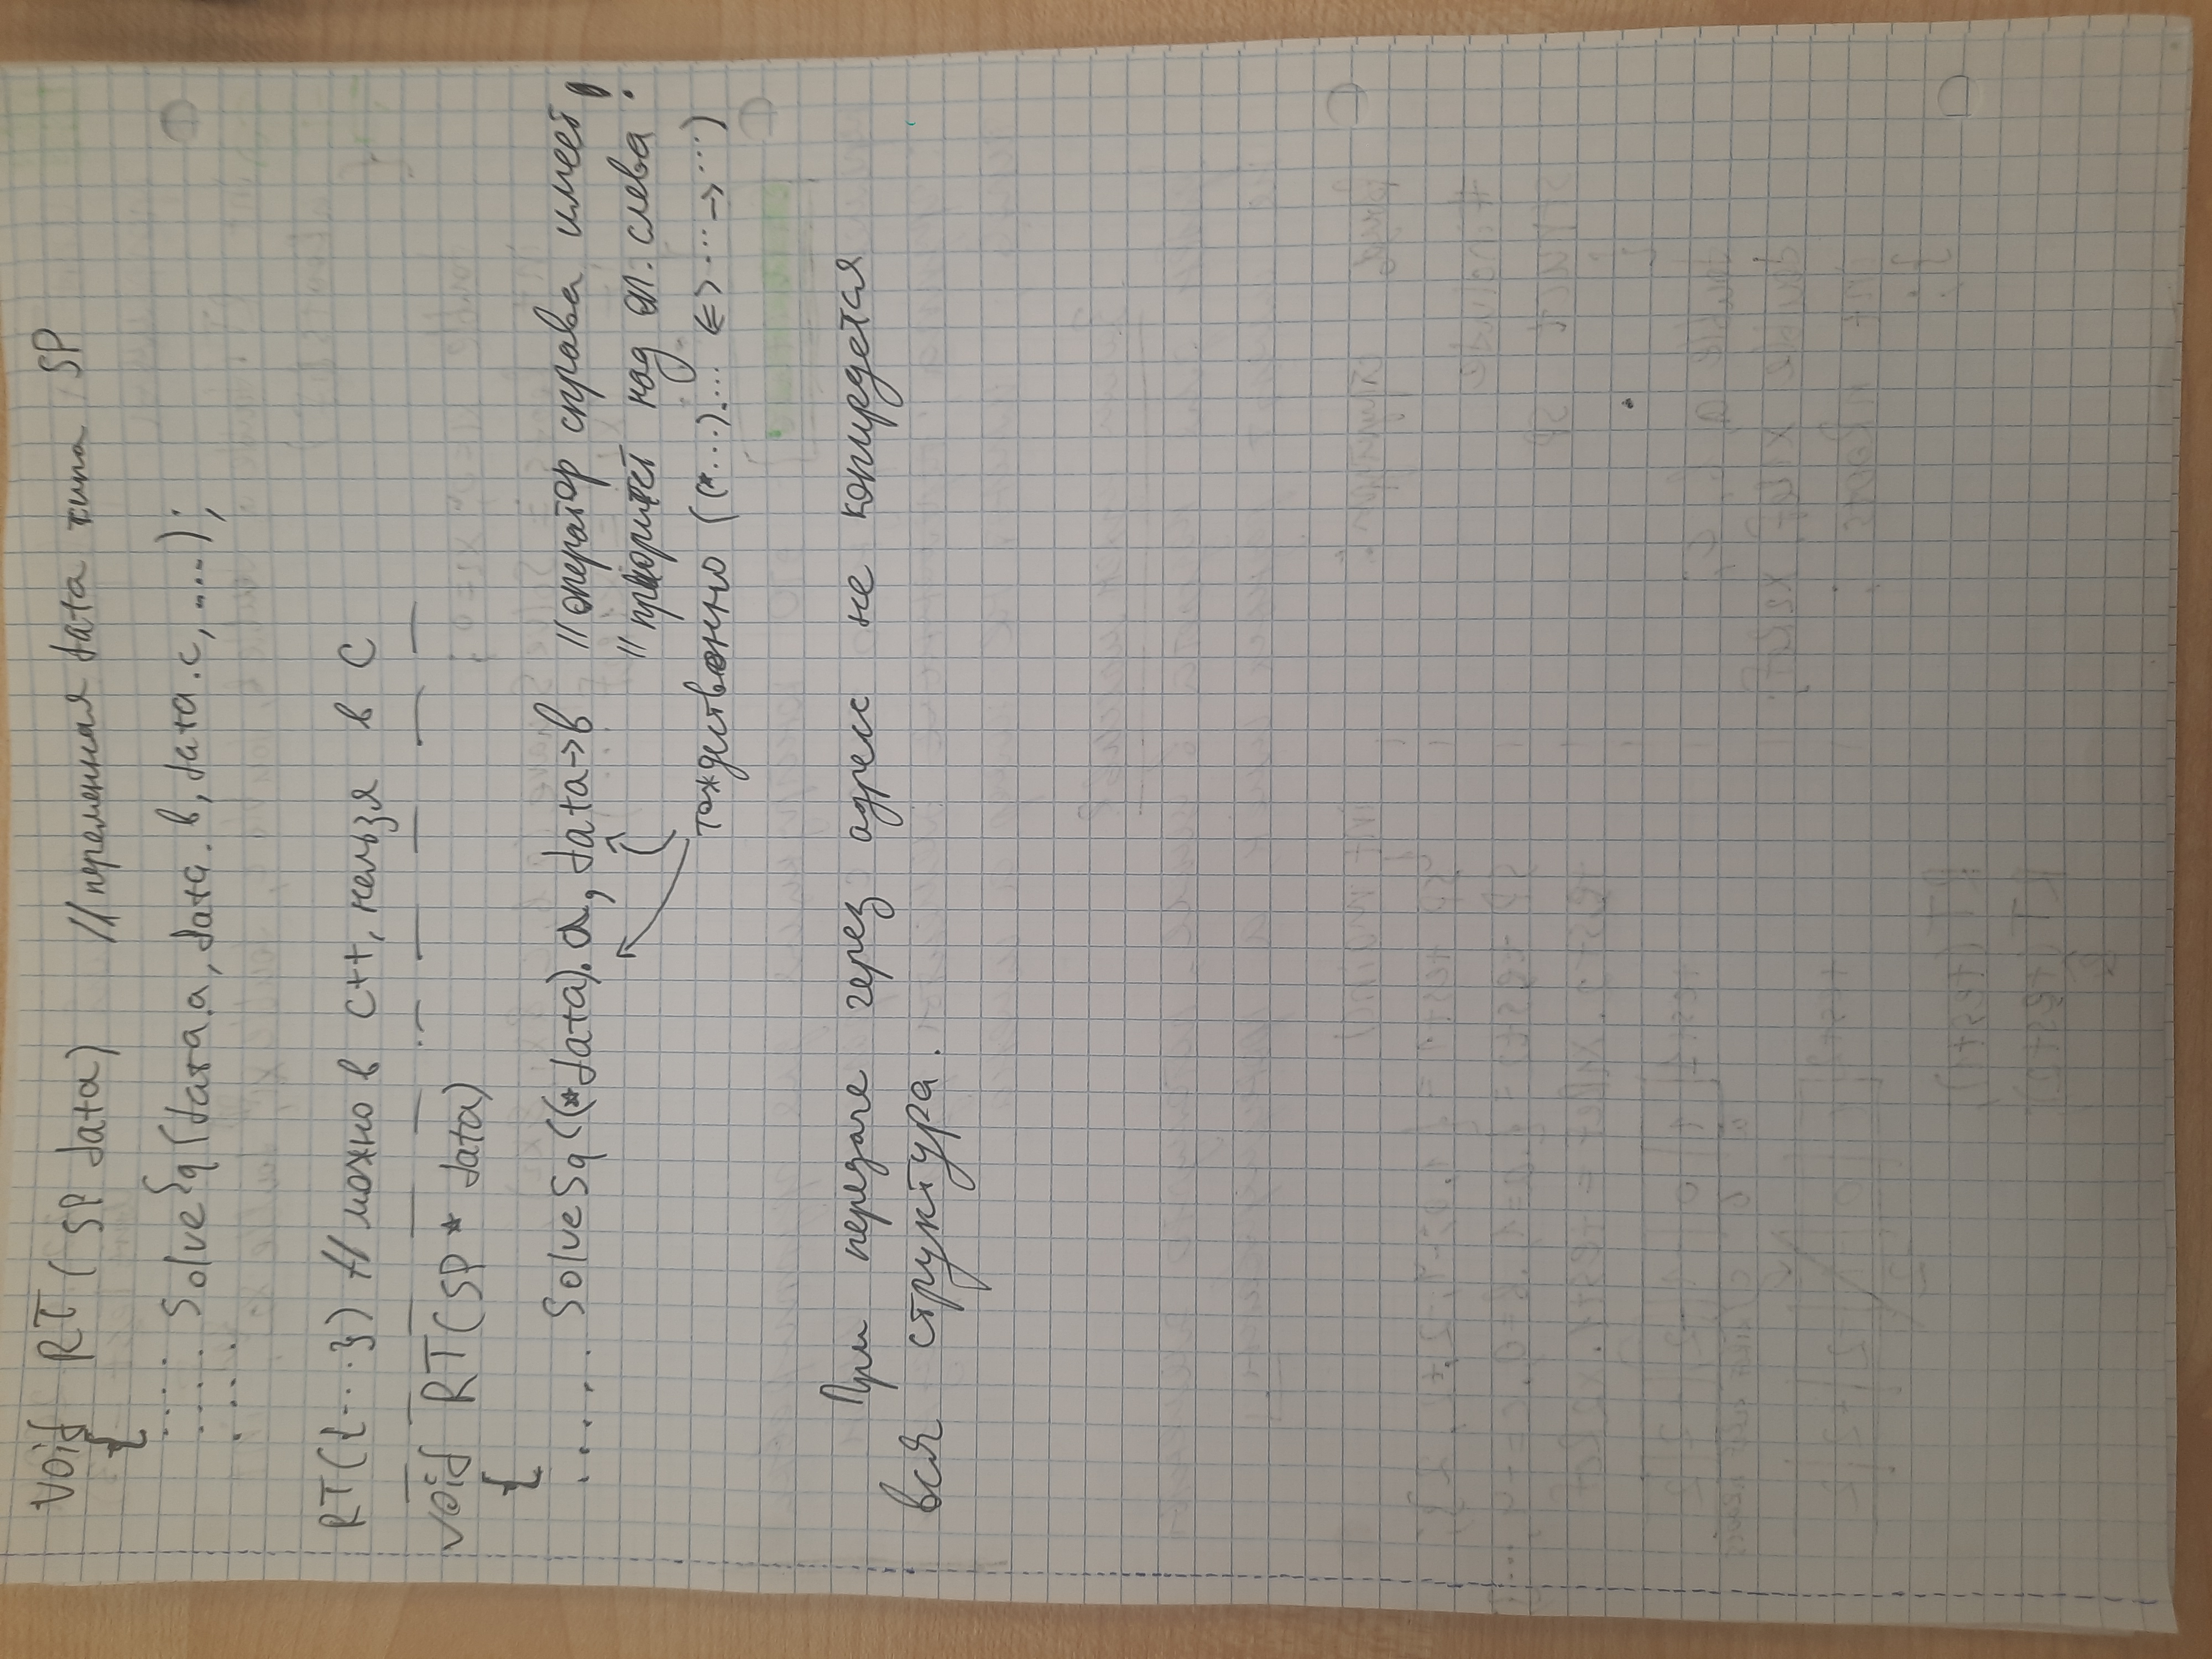 void RT( SP data) // переменная data типа SP
{
..... SolveSq (data.a, data.b, data.c, ....);
.....
RT({...}) // можно в C++, нельзя в C
void RT(SP * data)
{
...... SolveSq ((*data).a, data->b // оператор справа имеет
// приоритет над оп. слева !
тождественно ((*...).... <=> ... -> ...)
При передаче через адресс не копируется
вся структура.